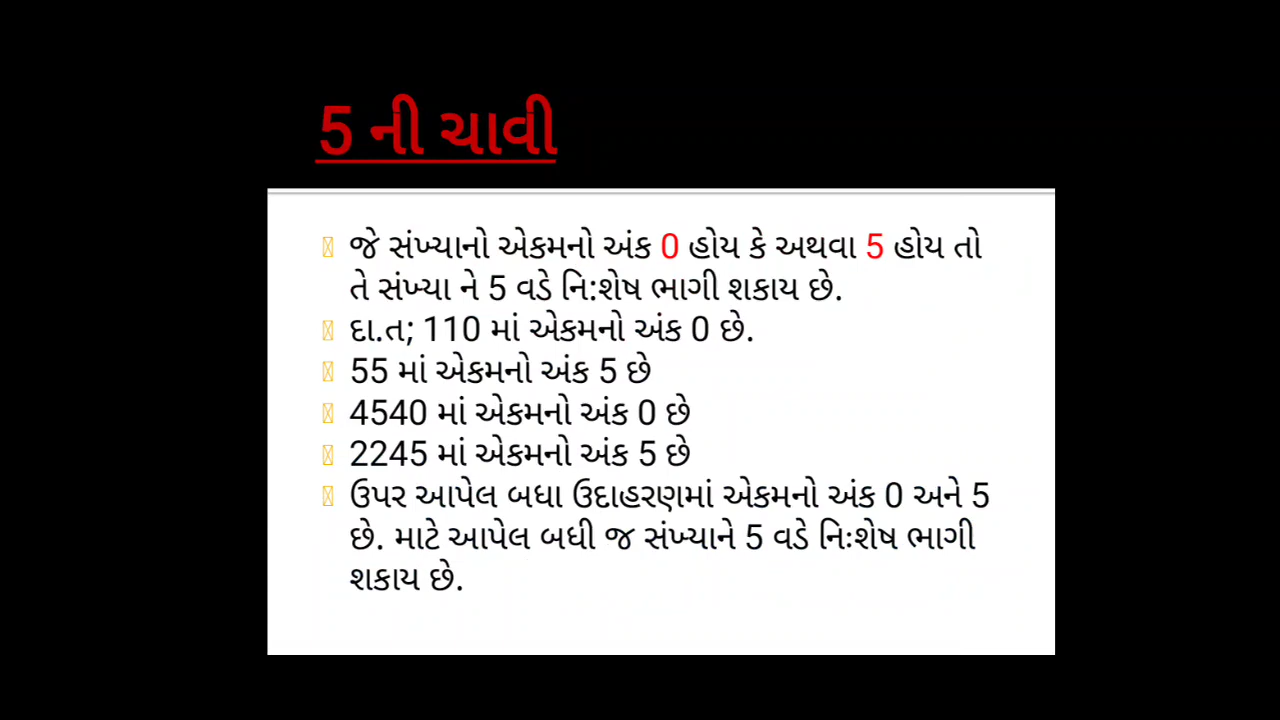 5 ની ચાવી
જે સંખ્યાનો એકમનો અંક 0 હોય કે અથવા 5 હોય તો
તે સંખ્યા ને 5 વડે નિ:શેષ ભાગી શકાય છે.
દા.ત; 110 માં એકમનો અંક 0 છે.
55 માં એકમનો અંક 5 છે
4540 માં એકમનો અંક 0 છે
2245 માં એકમનો અંક 5 છે
ઉપર આપેલ બધા ઉદાહરણમાં એકમનો અંક 0 અને 5
છે. માટે આપેલ બધી જ સંખ્યાને 5 વડે નિઃશેષ ભાગી
શકાય છે.